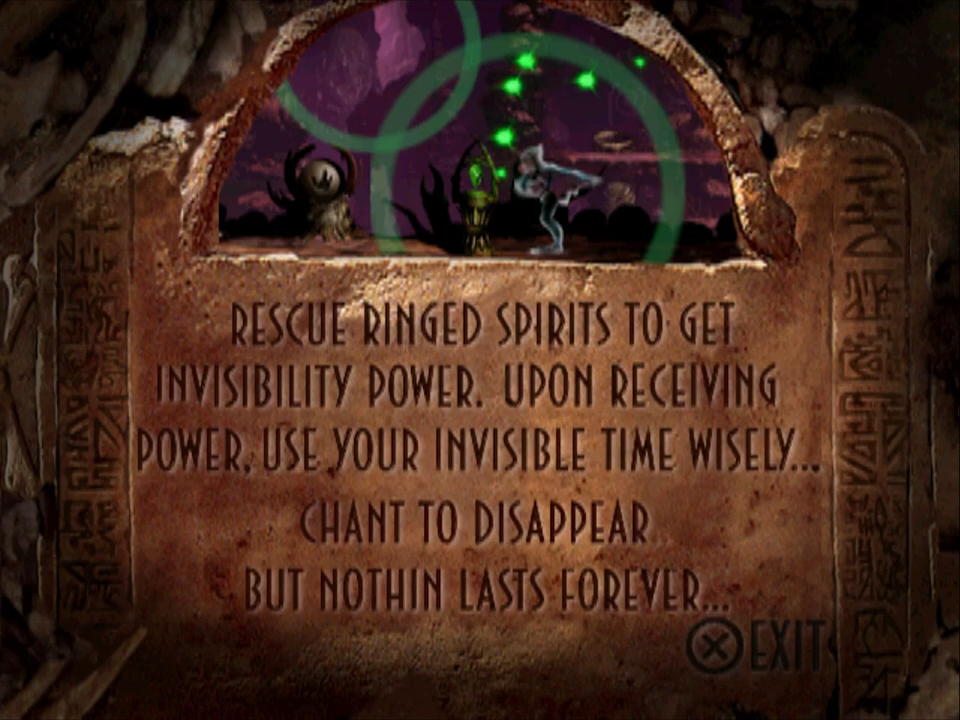 RESCUE RINGED SPIRITS TO GET
INVISIBILITY POWER. UPON RECEIVING
POWER, USE YOUR INVISIBLE TIME WISELY...
CHANT TO DISAPPEAR
BUT NOTHIN LASTS FOREVER...
EXIT